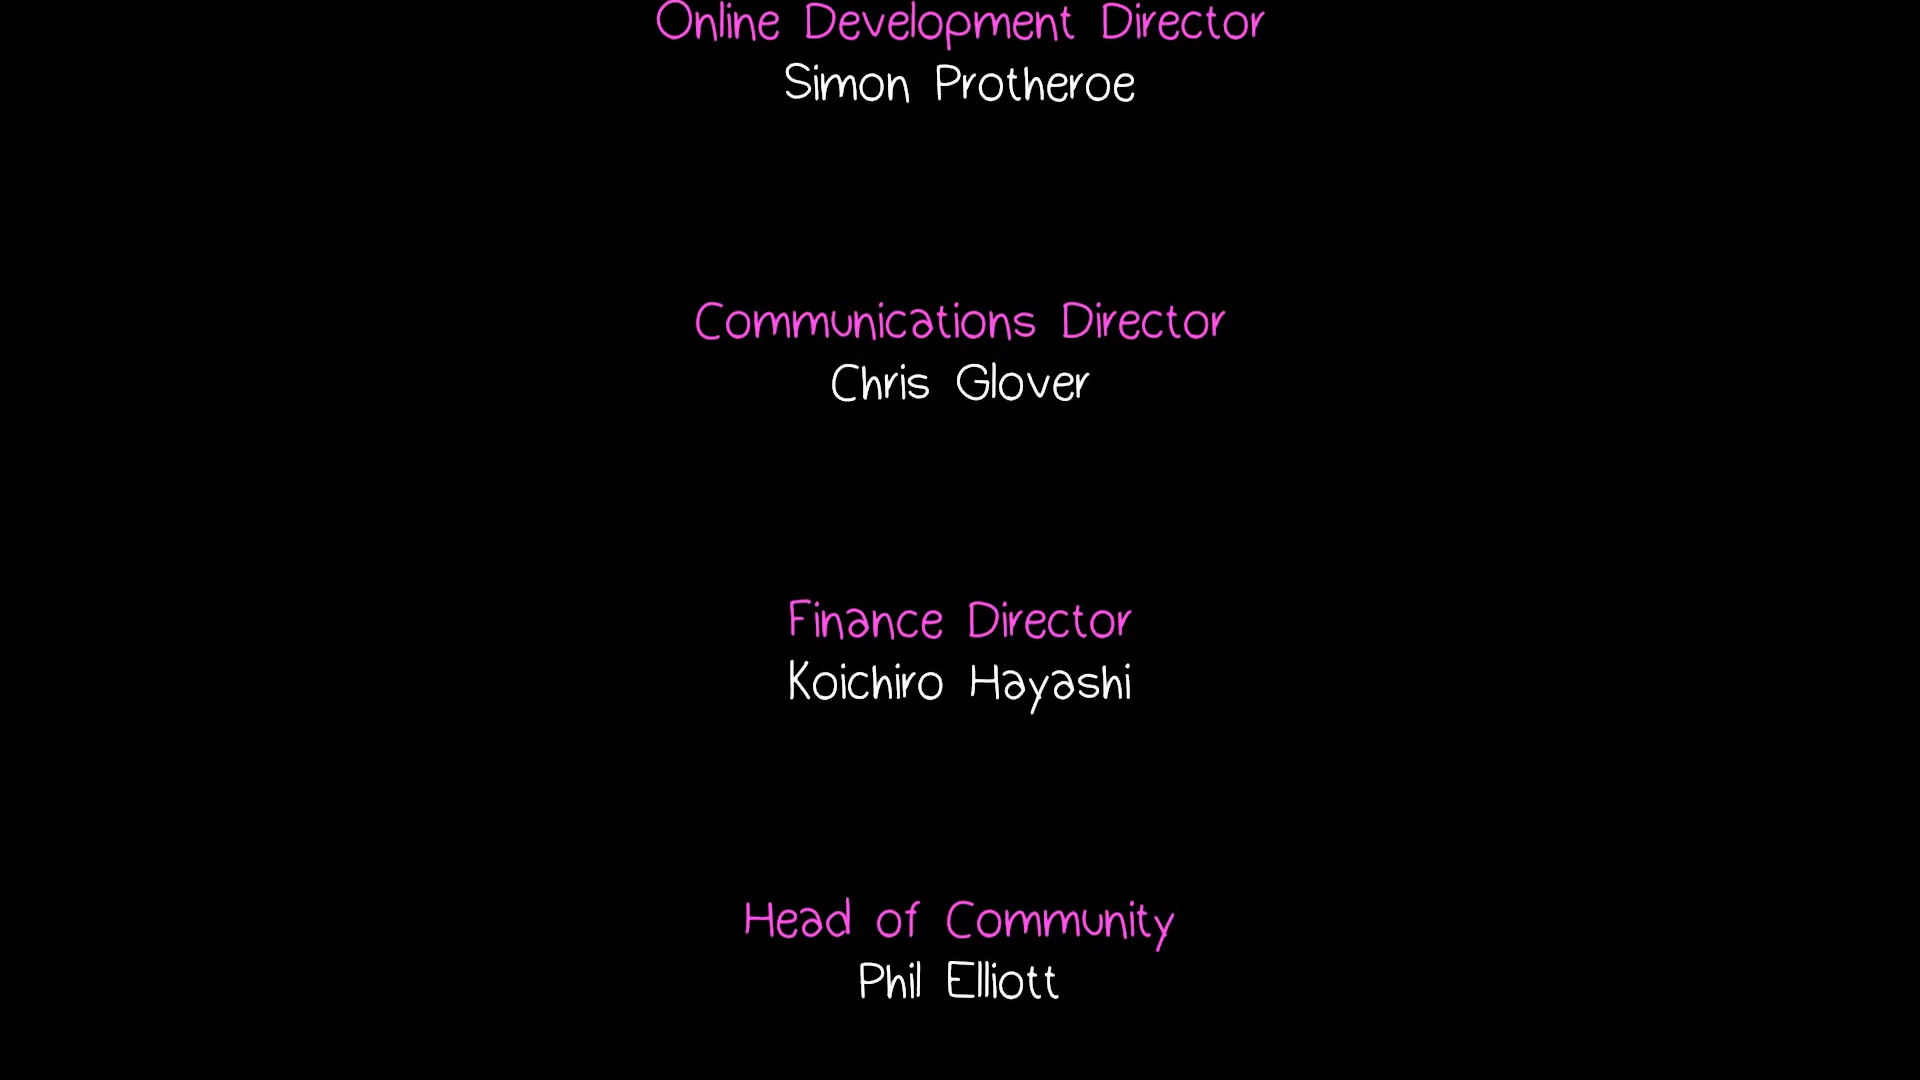 Online Development Director
Simon Protheroe
Communications Director
Chris Glover
Finance Director
Koichiro Hayashi
Head of Community
Phil Elliott